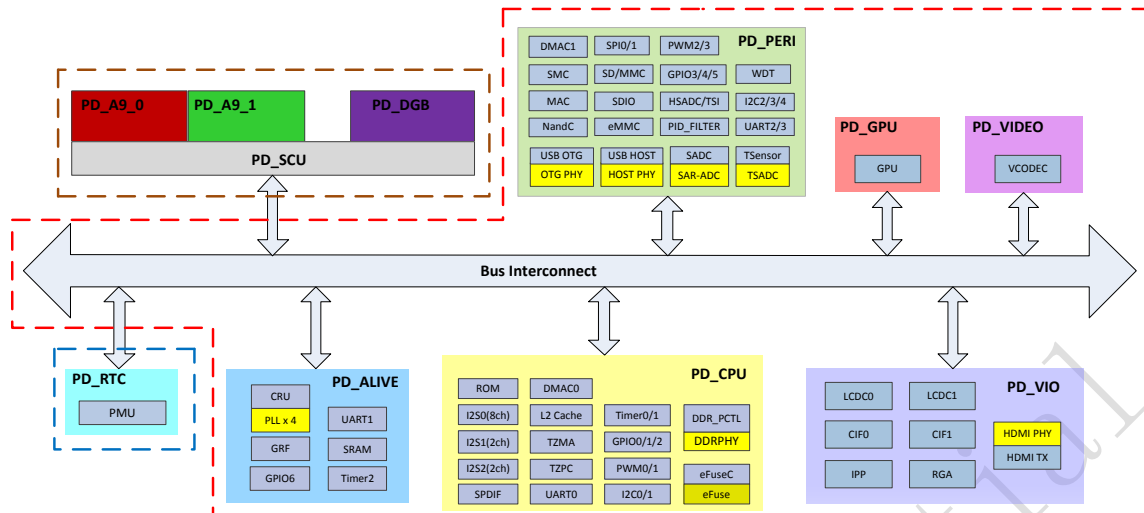 PD_PERI
DMAC1 SPI0/1 PWM2/3
SMC SD/MMC GPIO3/4/5 WDT
MAC SDIO HSADC/TSI I2C2/3/4
NandC eMMC PID_FILTER UART2/3
USB OTG USB HOST SADC TSensor
OTG PHY HOST PHY SAR-ADC TSADC
PD_A9_0 PD_A9_1 PD_DGB
PD_SCU
PD_GPU
GPU
PD_VIDEO
VCODEC
Bus Interconnect
PD_RTC
PMU
PD_ALIVE
CRU
PLL x 4 UART1
GRF SRAM
GPIO6 Timer2
PD_CPU
ROM DMAC0
I2S0(8ch) L2 Cache Timer0/1 DDR_PCTL
I2S1(2ch) TZMA GPIO0/1/2 DDRPHY
I2S2(2ch) TZPC PWM0/1 eFuseC
SPDIF UART0 I2C0/1 eFuse
PD_VIO
LCDC0 LCDC1
CIF0 CIF1 HDMI PHY
IPP RGA HDMI TX